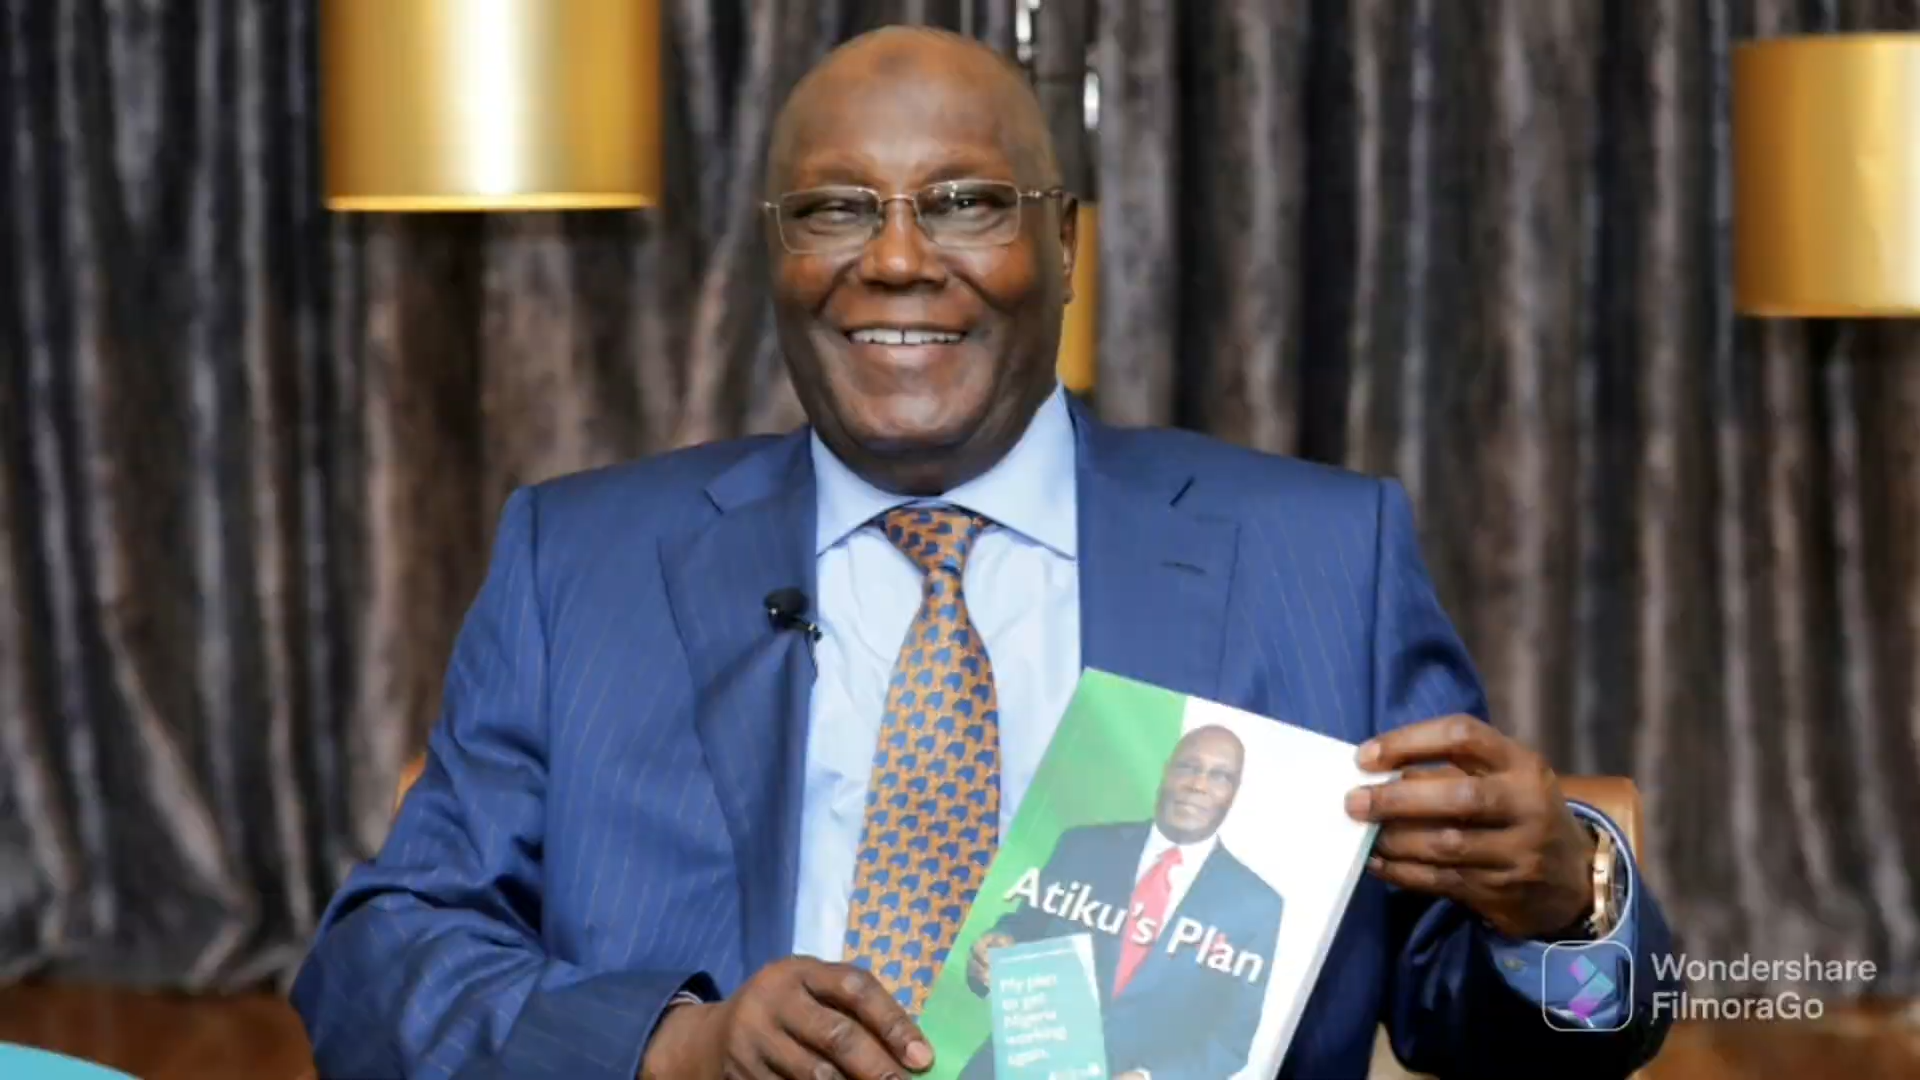 Atiku's Plan
My plan
to get
Nigeria
working
again.
Wondershare
FilmoraGo